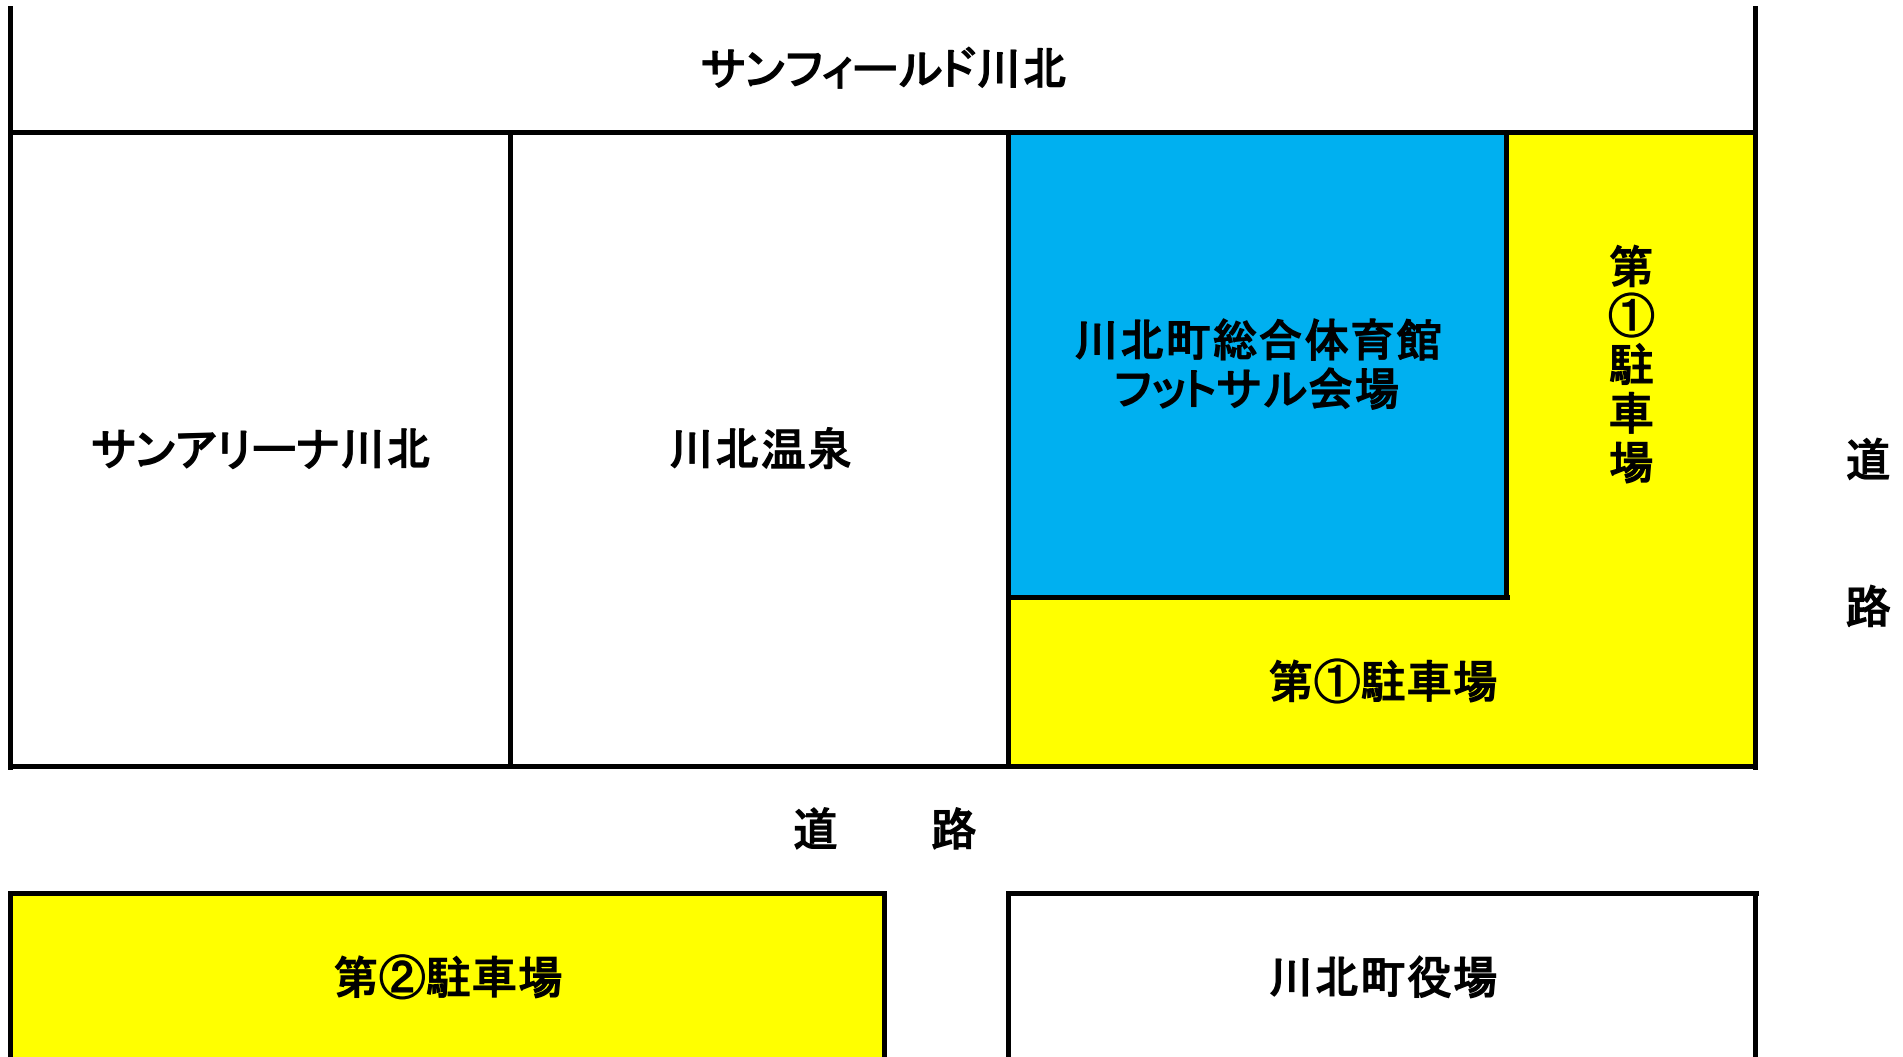 サンフィールド川北
サンアリーナ川北
川北温泉
川北町総合体育館
フットサル会場
第①駐車場
第①駐車場
道路
道路
第②駐車場
川北町役場